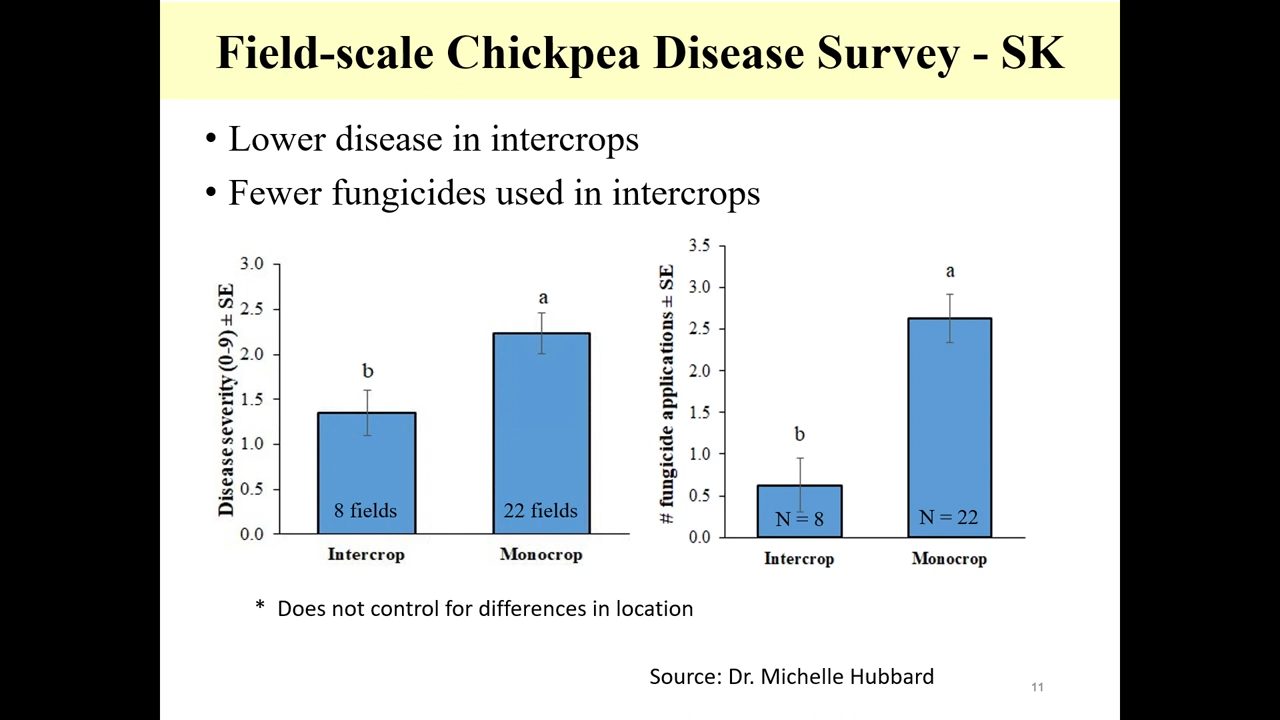 Field-scale Chickpea Disease Survey - SK
• Lower disease in intercrops
• Fewer fungicides used in intercrops
Disease severity (0-9) ± SE
3.0
2.5
2.0
1.5
1.0
0.5
0.0
b
a
8 fields
22 fields
Intercrop
Monocrop
# fungicide applications ± SE
3.5
3.0
2.5
2.0
1.5
1.0
0.5
0.0
b
a
N = 8
N = 22
Intercrop
Monocrop
* Does not control for differences in location
Source: Dr. Michelle Hubbard
11